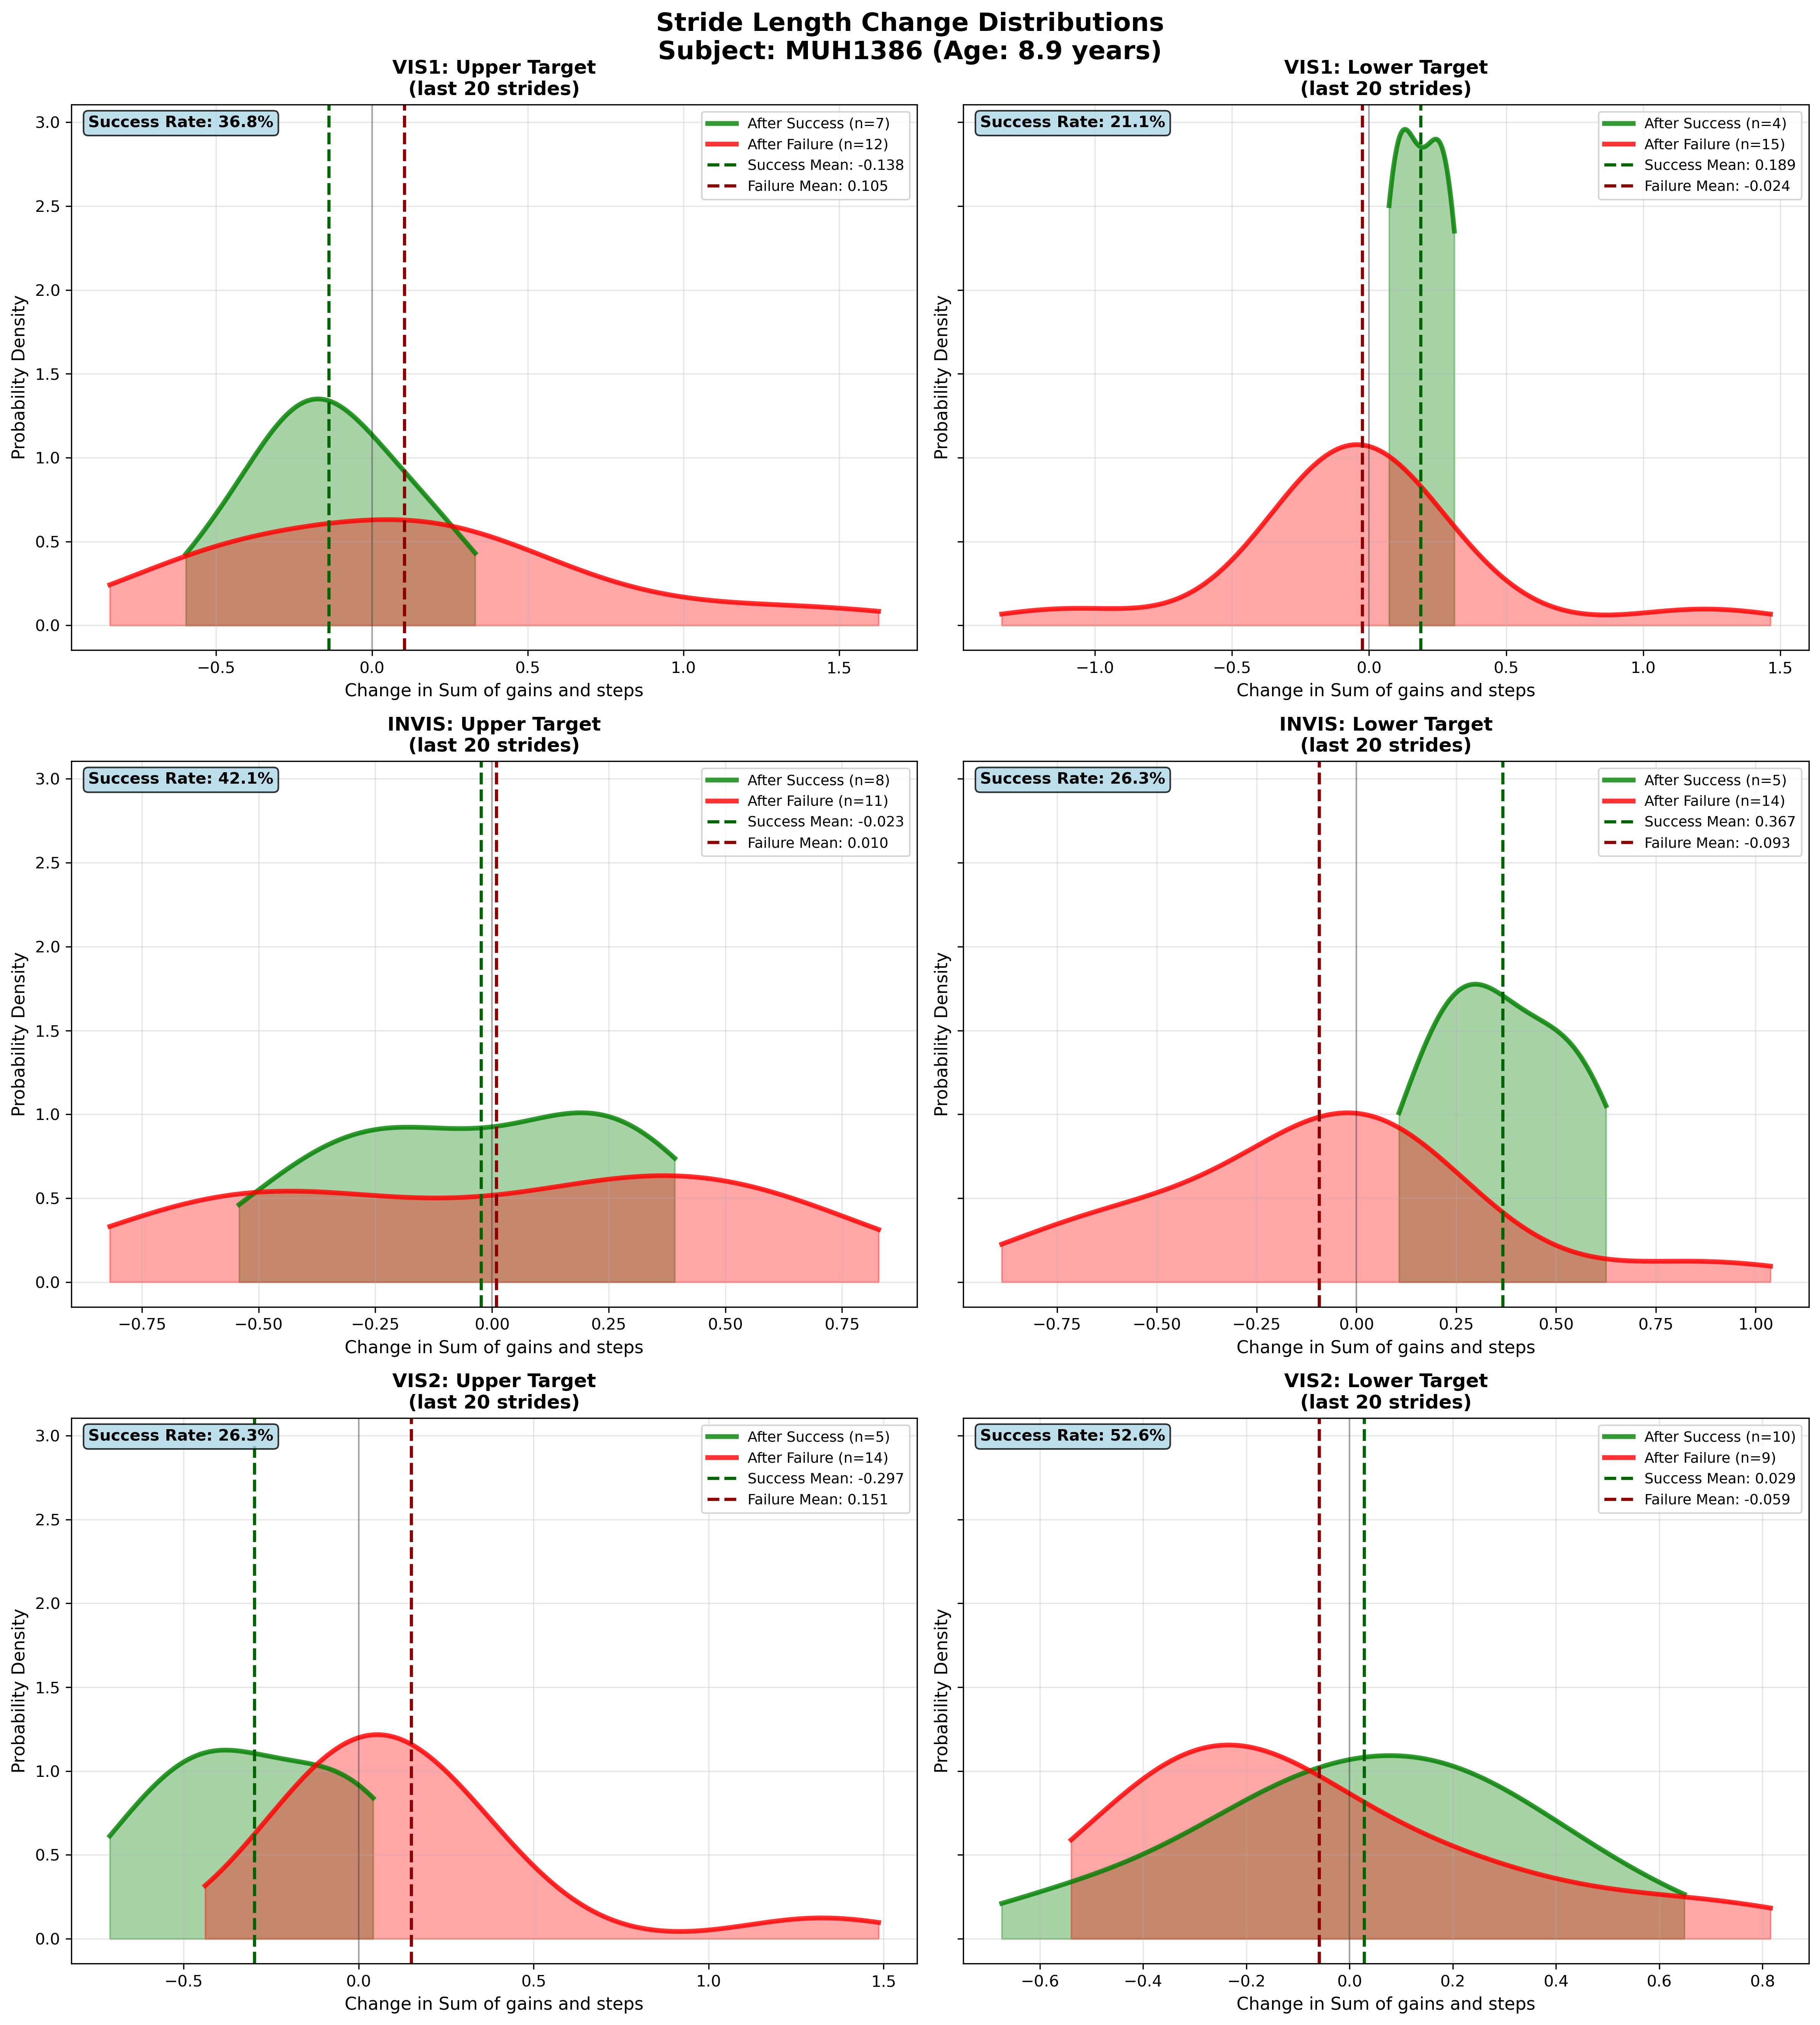 Stride Length Change Distributions
Subject: MUH1386 (Age: 8.9 years)
VIS1: Upper Target
(last 20 strides)
Success Rate: 36.8%
After Success (n=7)
After Failure (n=12)
Success Mean: -0.138
Failure Mean: 0.105
Probability Density
3.0
2.5
2.0
1.5
1.0
0.5
0.0
−0.5 0.0 0.5 1.0 1.5
Change in Sum of gains and steps
VIS1: Lower Target
(last 20 strides)
Success Rate: 21.1%
After Success (n=4)
After Failure (n=15)
Success Mean: 0.189
Failure Mean: -0.024
Probability Density
−1.0 −0.5 0.0 0.5 1.0 1.5
Change in Sum of gains and steps
INVIS: Upper Target
(last 20 strides)
Success Rate: 42.1%
After Success (n=8)
After Failure (n=11)
Success Mean: -0.023
Failure Mean: 0.010
Probability Density
3.0
2.5
2.0
1.5
1.0
0.5
0.0
−0.75 −0.50 −0.25 0.00 0.25 0.50 0.75
Change in Sum of gains and steps
INVIS: Lower Target
(last 20 strides)
Success Rate: 26.3%
After Success (n=5)
After Failure (n=14)
Success Mean: 0.367
Failure Mean: -0.093
Probability Density
−0.75 −0.50 −0.25 0.00 0.25 0.50 0.75 1.00
Change in Sum of gains and steps
VIS2: Upper Target
(last 20 strides)
Success Rate: 26.3%
After Success (n=5)
After Failure (n=14)
Success Mean: -0.297
Failure Mean: 0.151
Probability Density
3.0
2.5
2.0
1.5
1.0
0.5
0.0
−0.5 0.0 0.5 1.0 1.5
Change in Sum of gains and steps
VIS2: Lower Target
(last 20 strides)
Success Rate: 52.6%
After Success (n=10)
After Failure (n=9)
Success Mean: 0.029
Failure Mean: -0.059
Probability Density
−0.6 −0.4 −0.2 0.0 0.2 0.4 0.6 0.8
Change in Sum of gains and steps